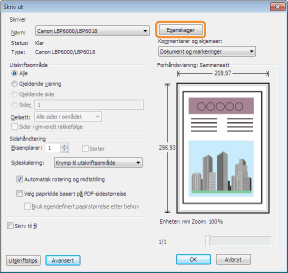 Skriv ut
Skriver
Navn: Canon LBP6000/LBP6018 Egenskaper
Status: Klar Kommentarer og skjemaer:
Type: Canon LBP6000/LBP6018 Dokument og markeringer
Utskriftsområde Forhåndsvisning: Sammensatt
Alle 209,97
Gjeldende visning
Gjeldende side
Sider 1
Delsett: Alle sider i området
Sider i omvendt rekkefølge
Sidehåndtering
Eksemplarer: 1 Sorter
296,93
Sideskalering: Krymp til utskriftsområde
Automatisk rotering og midtstilling
Velg papirkilde basert på PDF-sidestørrelse
Bruk egendefinert papirstørrelse etter behov
Enheter: mm Zoom: 100%
Skriv til fil
1/1
Utskriftstips Avansert OK Avbryt